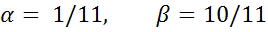 α = 1/11, β = 10/11